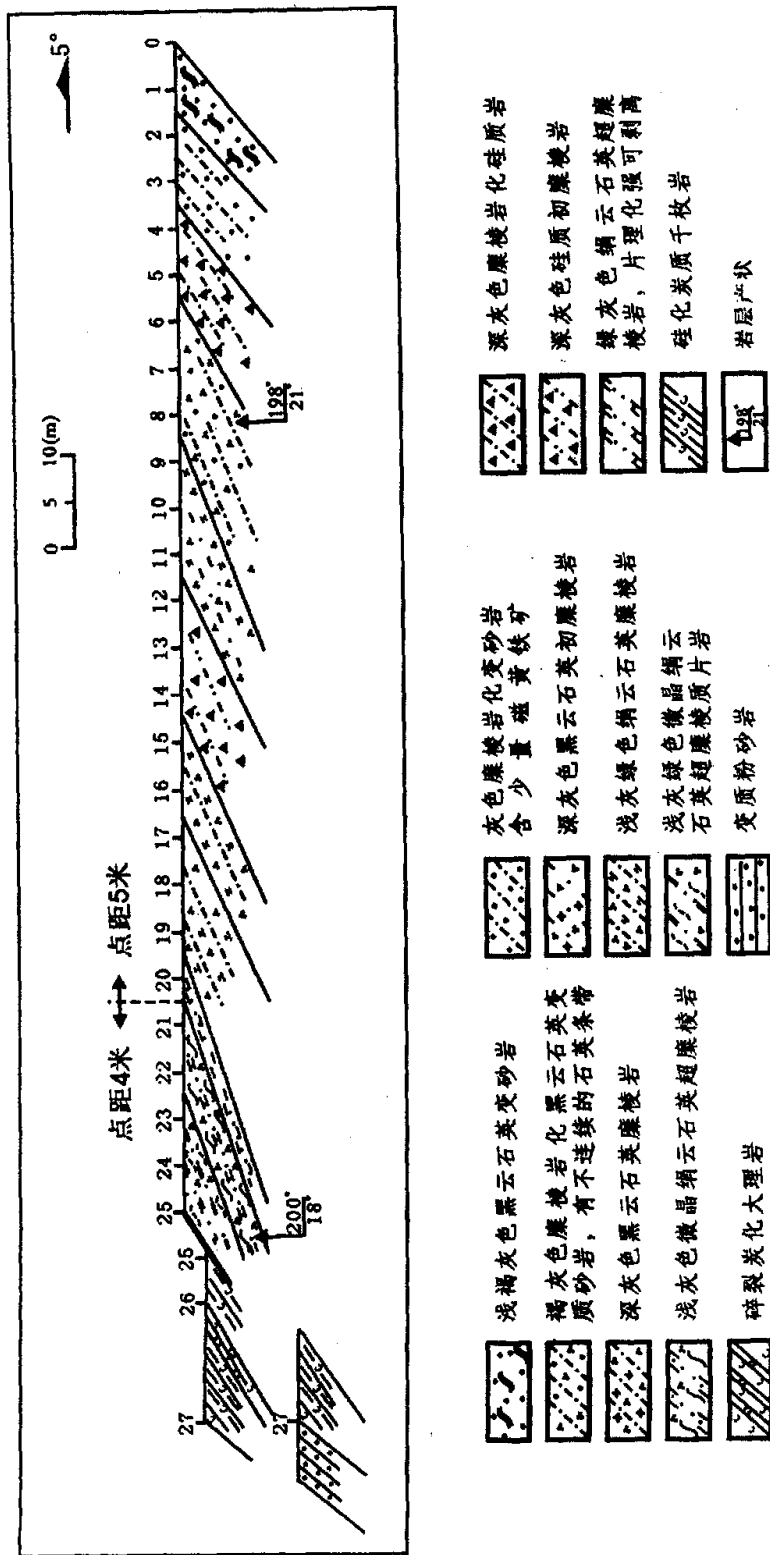 5°
0 5 10(m)
点距4米
点距5米
0
1
2
3
4
5
6
7
8
9
10
11
12
13
14
15
16
17
18
19
20
21
22
23
24
25
25
26
27
27
198°
21
200°
18°
浅褐灰色黑云石英变砂岩
褐灰色糜棱岩化黑云石英变
质砂岩，有不连续的石英条带
深灰色黑云石英糜棱岩
浅灰色微晶绢云石英超糜棱岩
碎裂炭化大理岩
灰色糜棱岩化变砂岩
含少量磁黄铁矿
深灰色黑云石英初糜棱岩
浅灰绿色绢云石英糜棱岩
浅灰绿色微晶绢云
石英超糜棱质片岩
变质粉砂岩
深灰色糜棱岩化硅质岩
深灰色硅质初糜棱岩
绿灰色绢云石英超糜
棱岩，片理化强可剥离
硅化炭质千枚岩
198°
21
岩层产状